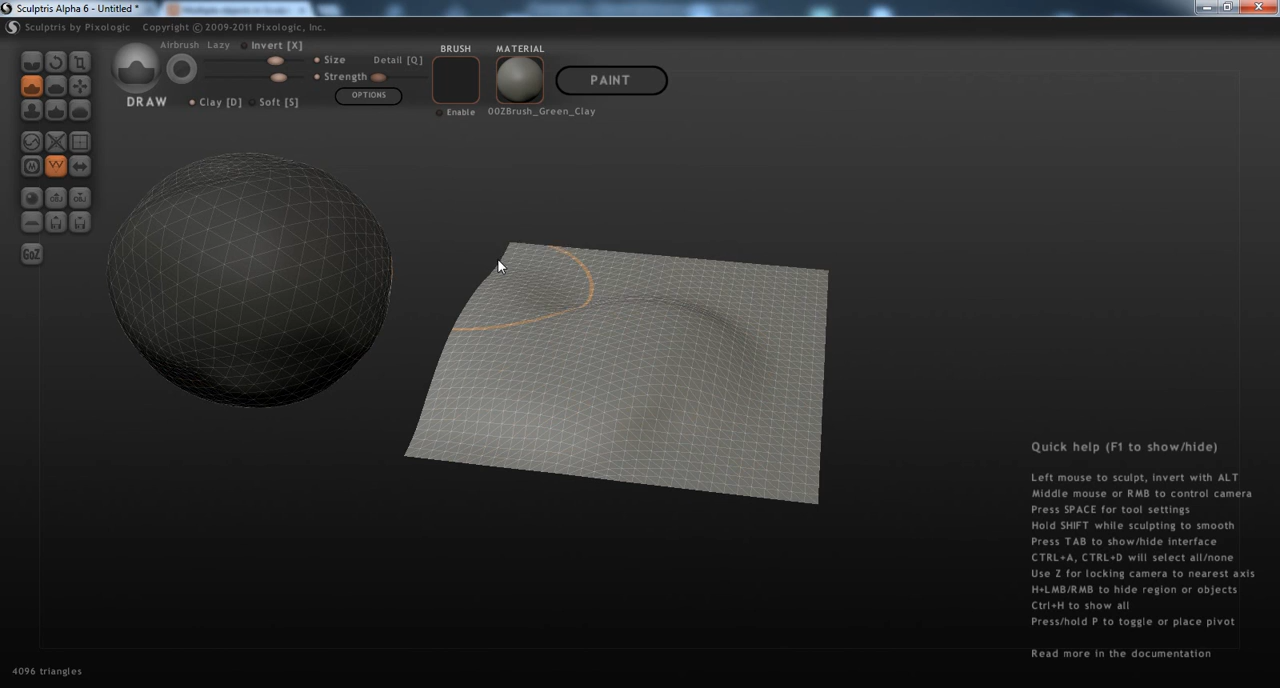 Sculptris Alpha 6 - Untitled *
Sculptris by Pixologic Copyright © 2009-2011 Pixologic, Inc.
Airbrush Lazy Invert [X]
Size Detail [Q]
Strength
DRAW Clay [D] Soft [S] OPTIONS
BRUSH MATERIAL
Enable 00ZBrush_Green_Clay
PAINT
M
OBJ OBJ
GoZ
Quick help (F1 to show/hide)
Left mouse to sculpt, invert with ALT
Middle mouse or RMB to control camera
Press SPACE for tool settings
Hold SHIFT while sculpting to smooth
Press TAB to show/hide interface
CTRL+A, CTRL+D will select all/none
Use Z for locking camera to nearest axis
H+LMB/RMB to hide region or objects
Ctrl+H to show all
Press/hold P to toggle or place pivot
Read more in the documentation
4096 triangles